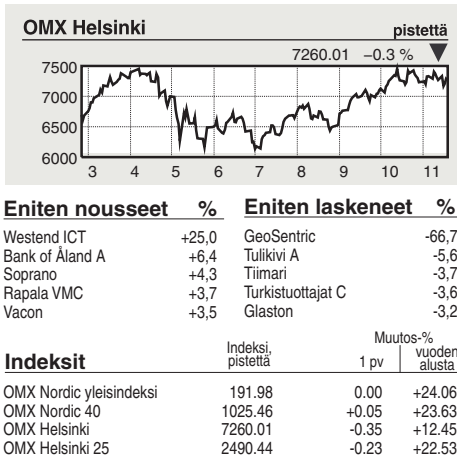 OMX Helsinki pistettä
7260.01 –0.3 %
7500
7000
6500
6000
3 4 5 6 7 8 9 10 11
Eniten nousseet %
Westend ICT +25,0
Bank of Åland A +6,4
Soprano +4,3
Rapala VMC +3,7
Vacon +3,5
Eniten laskeneet %
GeoSentric -66,7
Tulikivi A -5,6
Tiimari -3,7
Turkistuottajat C -3,6
Glaston -3,2
Muutos-%
Indeksit Indeksi, pistettä 1 pv vuoden alusta
OMX Nordic yleisindeksi 191.98 0.00 +24.06
OMX Nordic 40 1025.46 +0.05 +23.63
OMX Helsinki 7260.01 -0.35 +12.45
OMX Helsinki 25 2490.44 -0.23 +22.53